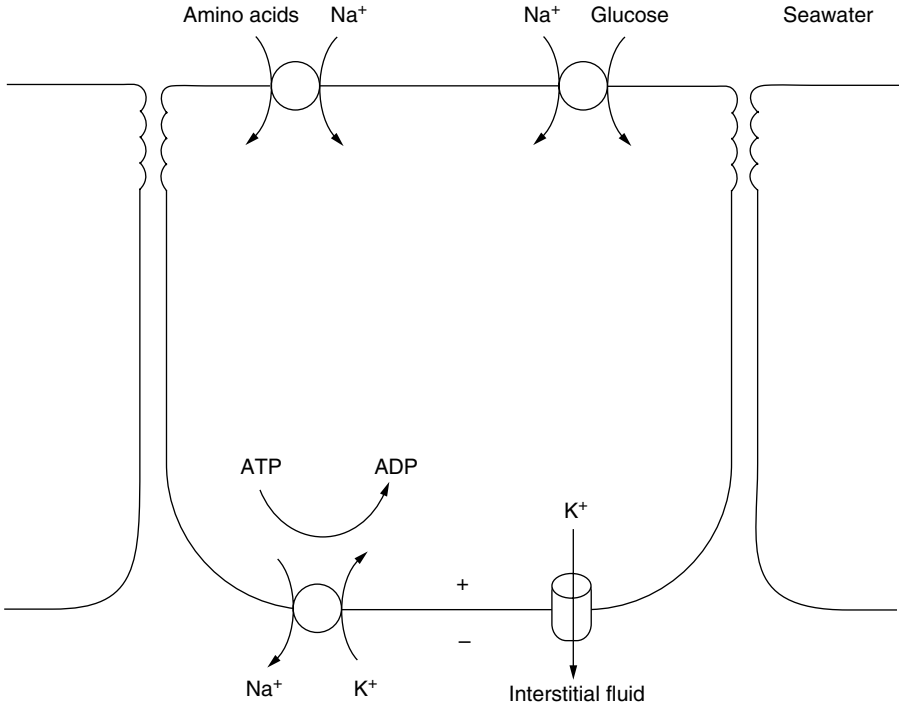 Amino acids Na⁺ Na⁺ Glucose Seawater
ATP ADP
K⁺
+
–
Na⁺ K⁺ Interstitial fluid